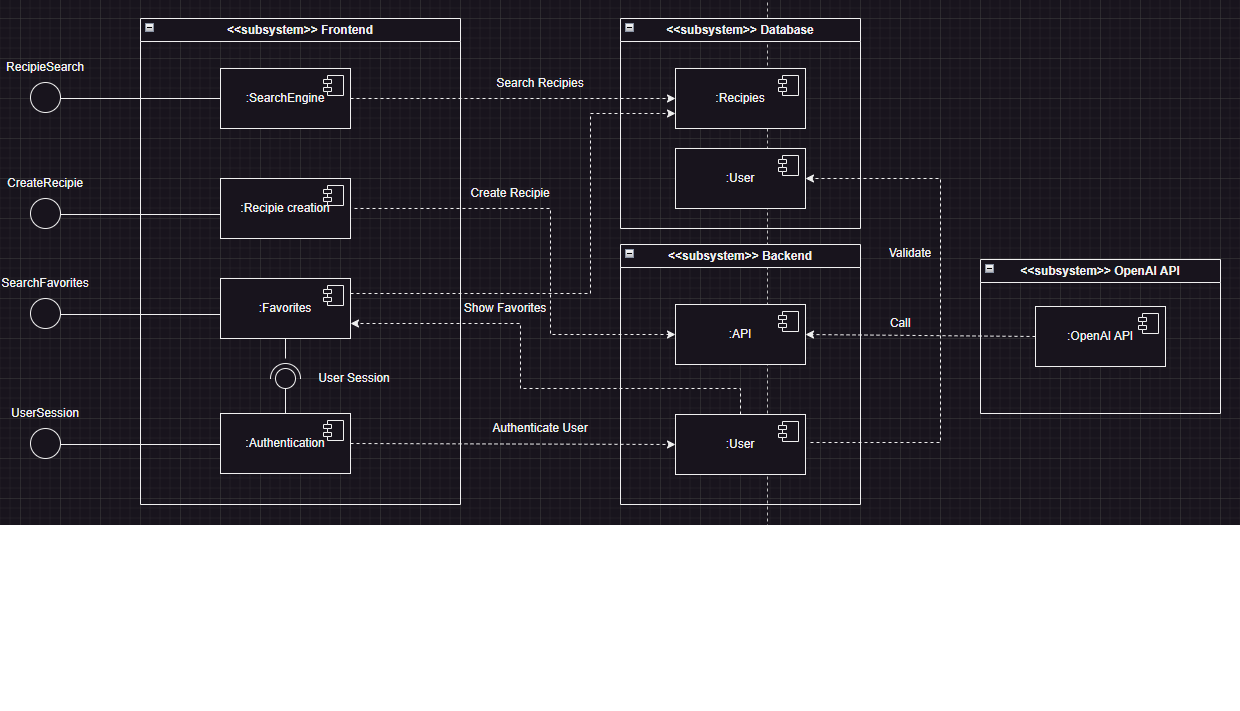 <<subsystem>> Frontend
<<subsystem>> Database
RecipieSearch
:SearchEngine
Search Recipies
:Recipies
CreateRecipie
:Recipie creation
Create Recipie
:User
<<subsystem>> Backend
Validate
<<subsystem>> OpenAI API
SearchFavorites
:Favorites
Show Favorites
:API
Call
:OpenAI API
User Session
UserSession
:Authentication
Authenticate User
:User